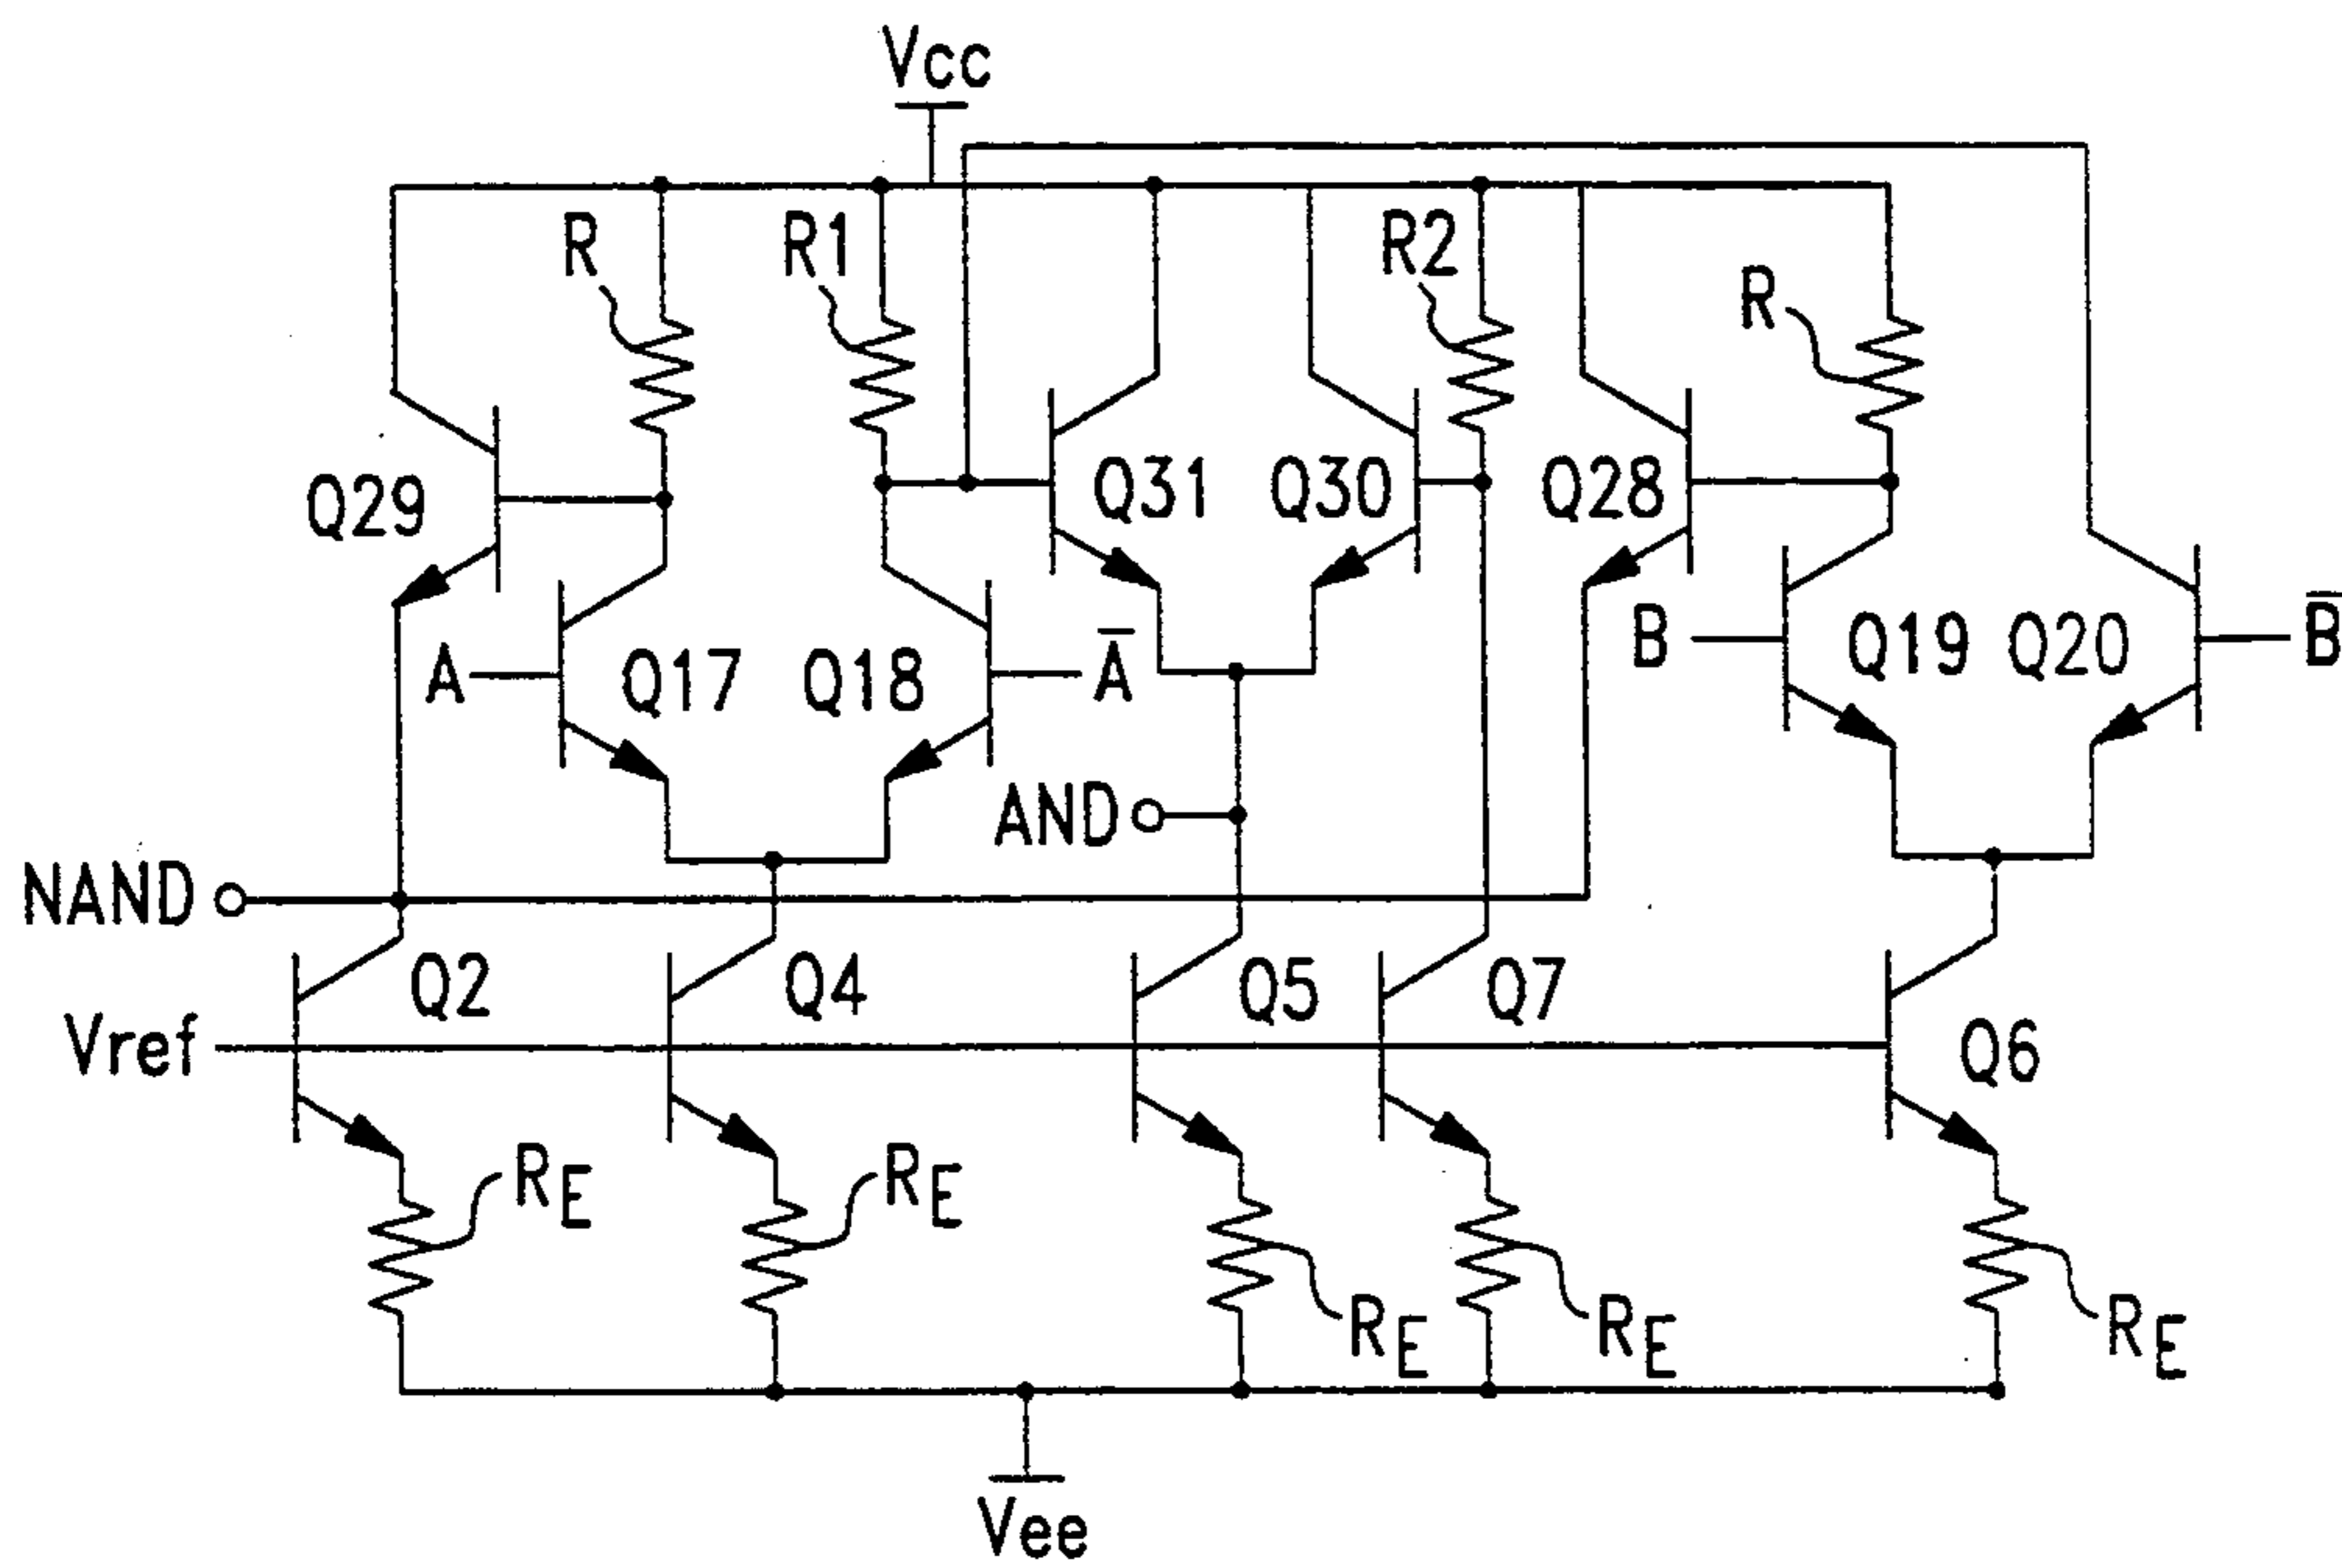 Vcc
R
R1
R2
R
Q29
Q31
Q30
Q28
A
Q17
Q18
A̅
B
Q19
Q20
B̅
AND
NAND
Q2
Q4
Q5
Q7
Q6
Vref
RE
RE
RE
RE
RE
Vee